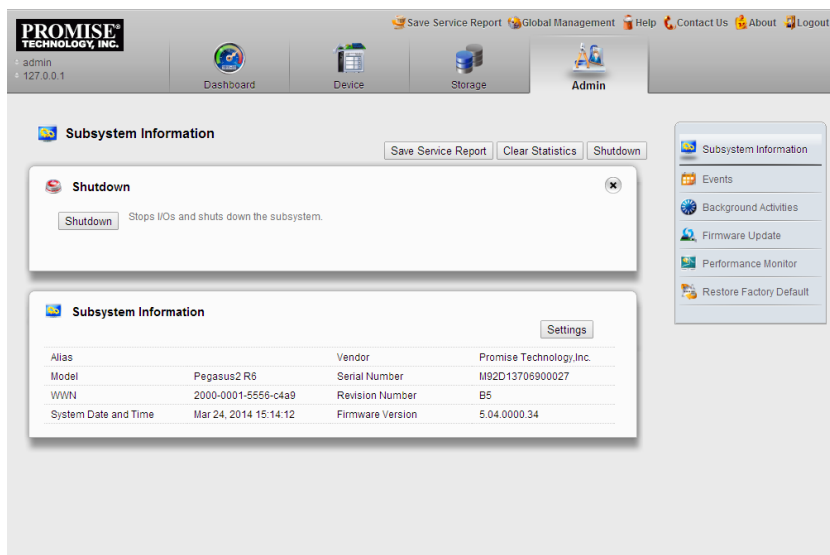 PROMISE®
TECHNOLOGY, INC.
Save Service Report Global Management Help Contact Us About Logout
admin
127.0.0.1
Dashboard Device Storage Admin
Subsystem Information
Save Service Report Clear Statistics Shutdown
Shutdown
Shutdown Stops I/Os and shuts down the subsystem.
Subsystem Information
Settings
Alias Vendor Promise Technology,Inc.
Model Pegasus2 R6 Serial Number M92D13706900027
WWN 2000-0001-5556-c4a9 Revision Number B5
System Date and Time Mar 24, 2014 15:14:12 Firmware Version 5.04.0000.34
Subsystem Information
Events
Background Activities
Firmware Update
Performance Monitor
Restore Factory Default